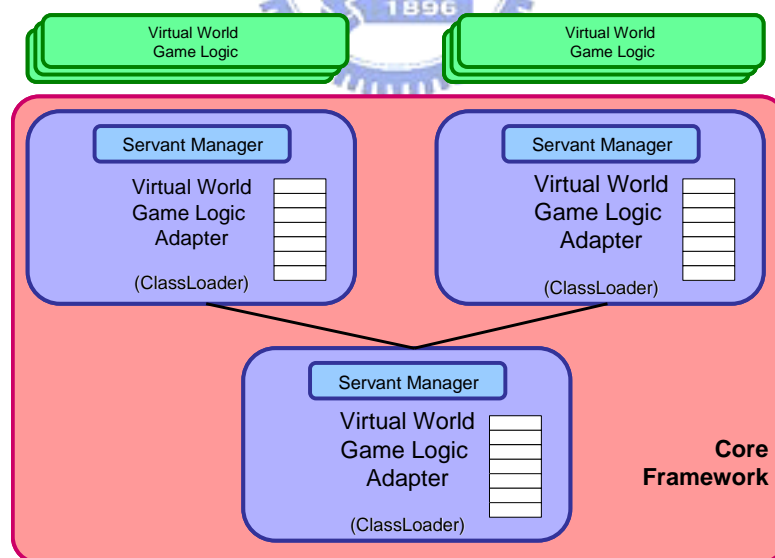 1896
Virtual World
Game Logic
Virtual World
Game Logic
Servant Manager
Virtual World
Game Logic
Adapter
(ClassLoader)
Servant Manager
Virtual World
Game Logic
Adapter
(ClassLoader)
Servant Manager
Virtual World
Game Logic
Adapter
(ClassLoader)
Core
Framework